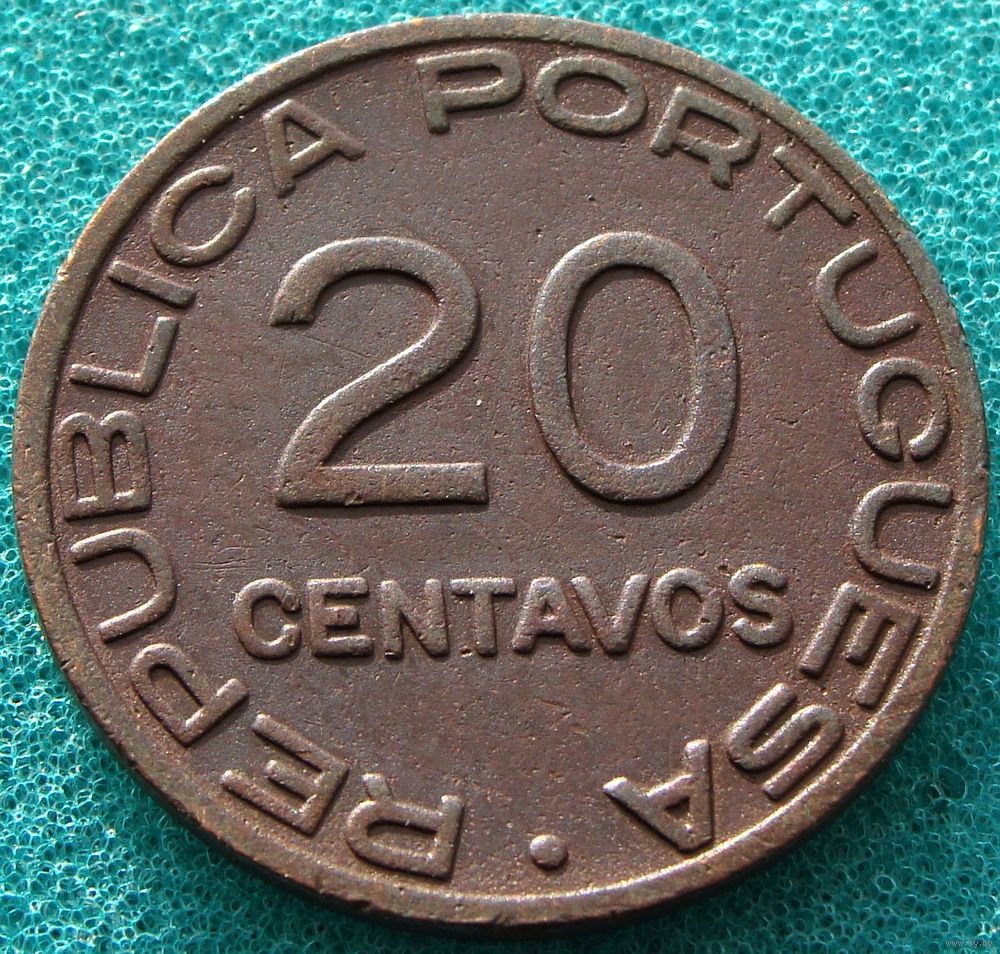 REPUBLICA PORTUGUESA •
20
CENTAVOS